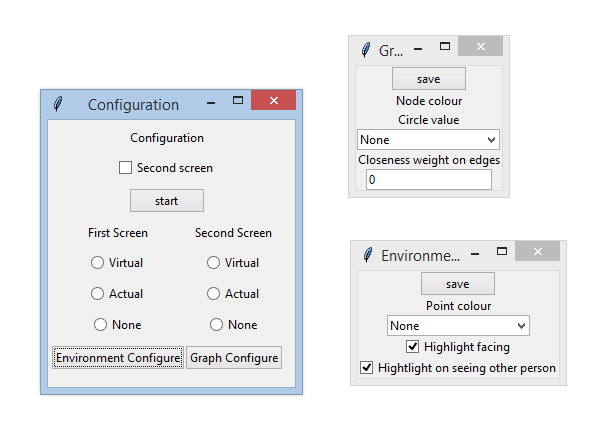 Configuration
Configuration
Second screen
start
First Screen
Second Screen
Virtual
Virtual
Actual
Actual
None
None
Environment Configure
Graph Configure
Gr...
save
Node colour
Circle value
None
Closeness weight on edges
0
Environme...
save
Point colour
None
Highlight facing
Hightlight on seeing other person